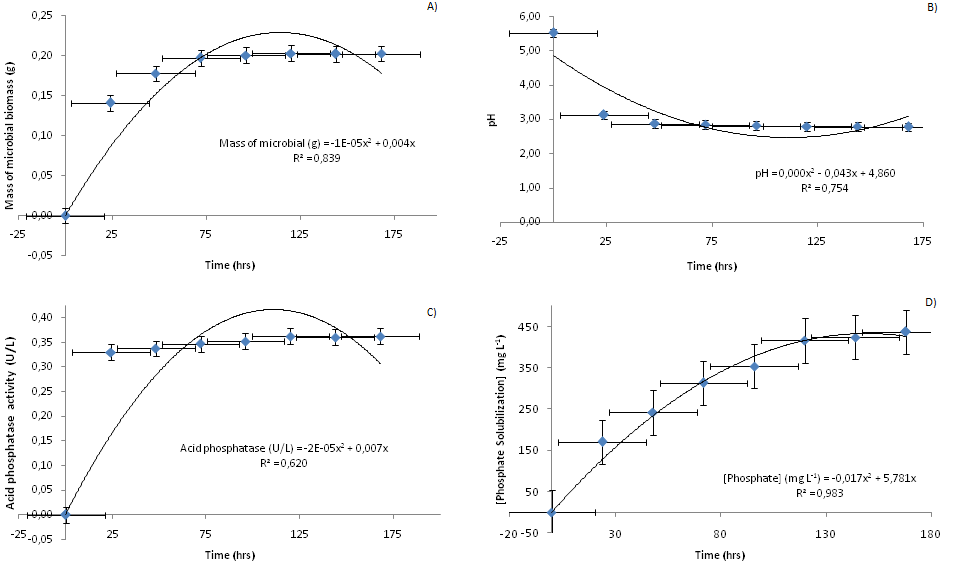 A)
0,25
0,20
0,15
0,10
0,05
0,00
-0,05
-25
25
75
125
175
Mass of microbial biomass (g)
Time (hrs)
Mass of microbial (g) =-1E-05x² + 0,004x
R² = 0,839
B)
6,00
5,00
4,00
3,00
2,00
1,00
0,00
-25
25
75
125
175
pH
Time (hrs)
pH = 0,000x² - 0,043x + 4,860
R² = 0,754
C)
0,40
0,35
0,30
0,25
0,20
0,15
0,10
0,05
0,00
-0,05
-25
25
75
125
175
Acid phosphatase activity (U/L)
Time (hrs)
Acid phosphatase (U/L) =-2E-05x² + 0,007x
R² = 0,620
D)
450
350
250
150
50
-50
-20
30
80
130
180
[Phosphate Solubilization] (mg L⁻¹)
Time (hrs)
[Phosphate] (mg L⁻¹) = -0,017x² + 5,781x
R² = 0,983